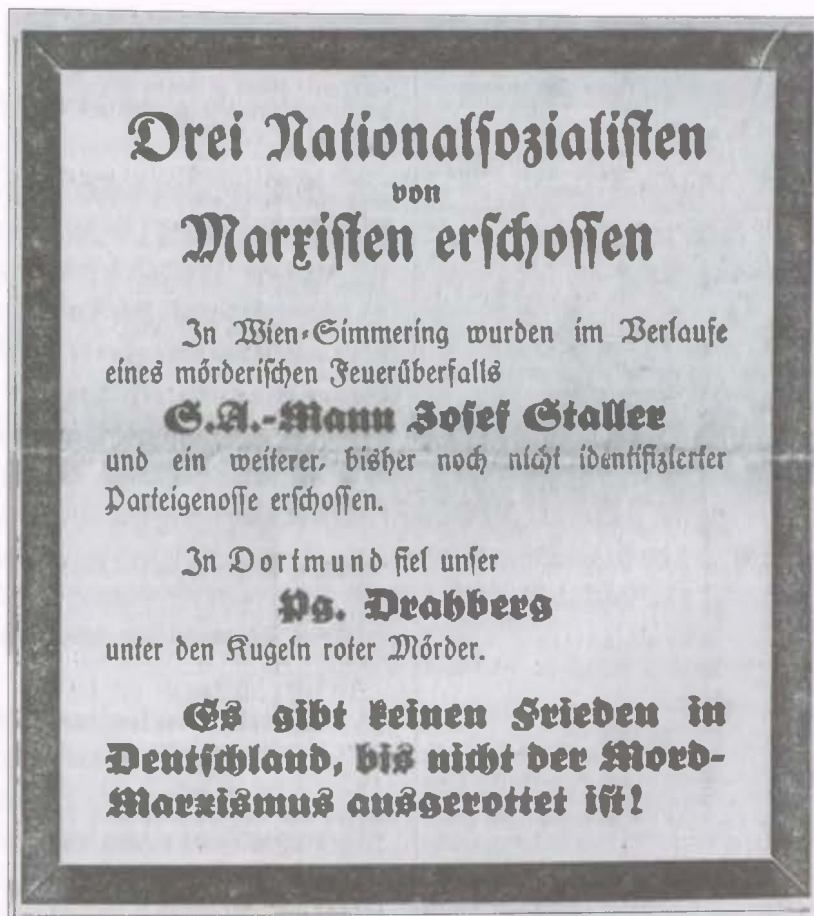 Drei Nationalsozialisten
von
Marxisten erschossen
In Wien-Simmering wurden im Verlaufe
eines mörderischen Feuerüberfalls
S.A.-Mann Josef Staller
und ein weiterer, bisher noch nicht identifizierter
Parteigenosse erschossen.
In Dortmund fiel unser
Pg. Drahberg
unter den Kugeln roter Mörder.
Es gibt keinen Frieden in
Deutschland, bis nicht der Mord-
Marxismus ausgerottet ist!